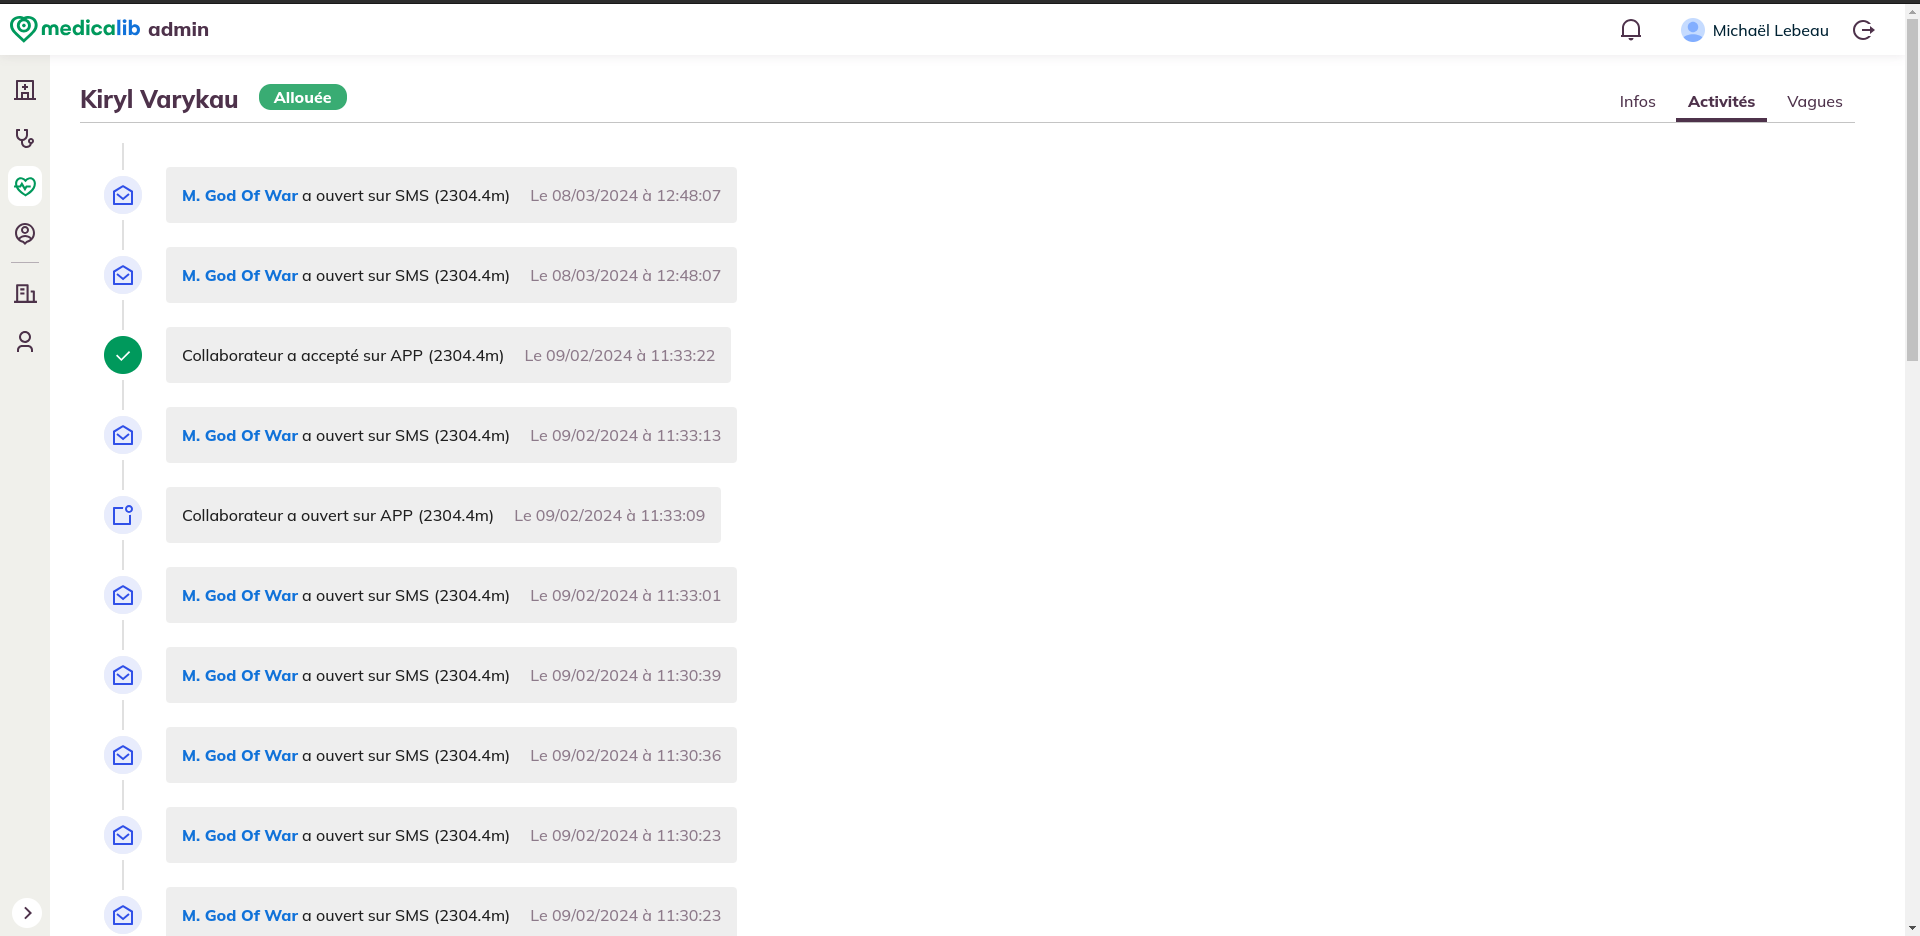 medicalib admin
Michaël Lebeau
Kiryl Varykau
Allouée
Infos
Activités
Vagues
M. God Of War a ouvert sur SMS (2304.4m) Le 08/03/2024 à 12:48:07
M. God Of War a ouvert sur SMS (2304.4m) Le 08/03/2024 à 12:48:07
Collaborateur a accepté sur APP (2304.4m) Le 09/02/2024 à 11:33:22
M. God Of War a ouvert sur SMS (2304.4m) Le 09/02/2024 à 11:33:13
Collaborateur a ouvert sur APP (2304.4m) Le 09/02/2024 à 11:33:09
M. God Of War a ouvert sur SMS (2304.4m) Le 09/02/2024 à 11:33:01
M. God Of War a ouvert sur SMS (2304.4m) Le 09/02/2024 à 11:30:39
M. God Of War a ouvert sur SMS (2304.4m) Le 09/02/2024 à 11:30:36
M. God Of War a ouvert sur SMS (2304.4m) Le 09/02/2024 à 11:30:23
M. God Of War a ouvert sur SMS (2304.4m) Le 09/02/2024 à 11:30:23